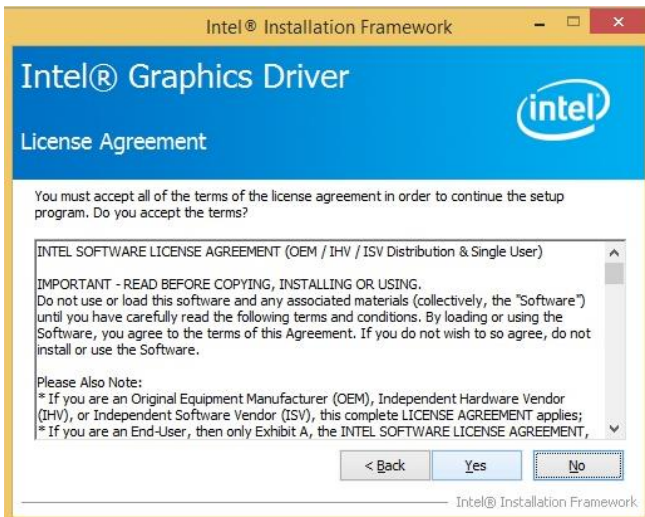 Intel® Installation Framework
Intel® Graphics Driver
intel
License Agreement
You must accept all of the terms of the license agreement in order to continue the setup
program. Do you accept the terms?
INTEL SOFTWARE LICENSE AGREEMENT (OEM / IHV / ISV Distribution & Single User)
IMPORTANT - READ BEFORE COPYING, INSTALLING OR USING.
Do not use or load this software and any associated materials (collectively, the "Software")
until you have carefully read the following terms and conditions. By loading or using the
Software, you agree to the terms of this Agreement. If you do not wish to so agree, do not
install or use the Software.
Please Also Note:
* If you are an Original Equipment Manufacturer (OEM), Independent Hardware Vendor
(IHV), or Independent Software Vendor (ISV), this complete LICENSE AGREEMENT applies;
* If you are an End-User, then only Exhibit A, the INTEL SOFTWARE LICENSE AGREEMENT,
< Back Yes No
Intel® Installation Framework